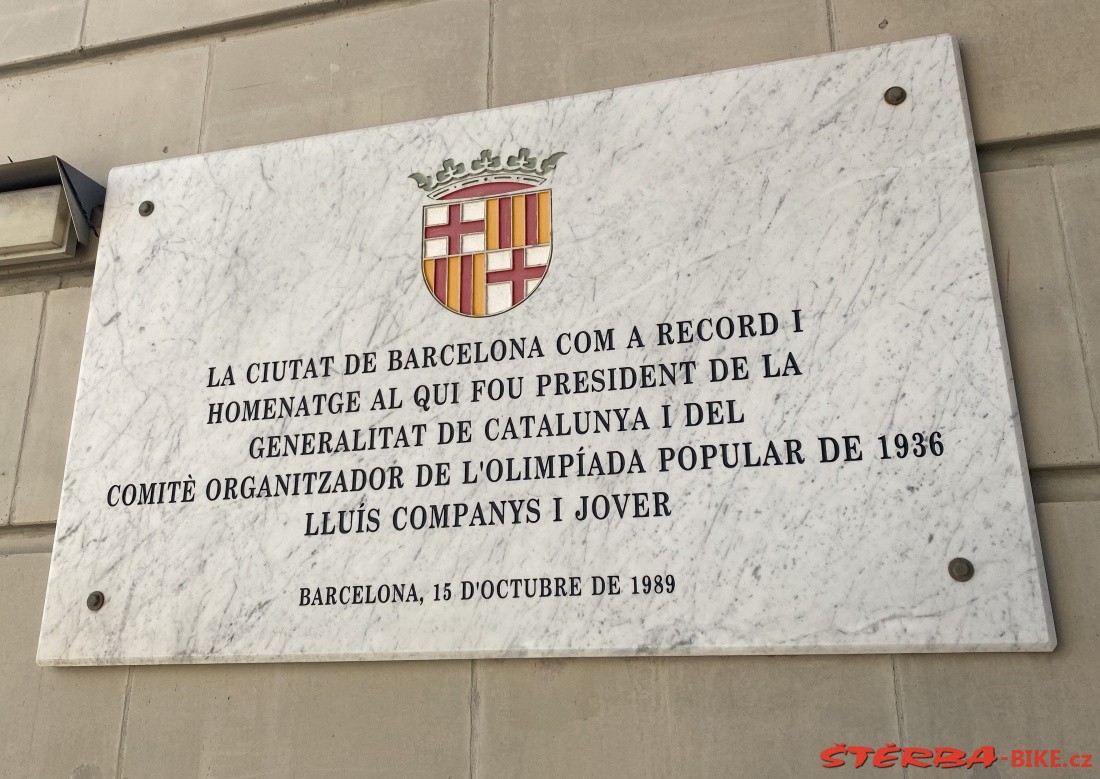 LA CIUTAT DE BARCELONA COM A RECORD I
HOMENATGE AL QUI FOU PRESIDENT DE LA
GENERALITAT DE CATALUNYA I DEL
COMITÈ ORGANITZADOR DE L'OLIMPÍADA POPULAR DE 1936
LLUÍS COMPANYS I JOVER
BARCELONA, 15 D'OCTUBRE DE 1989
ŠTĚRBA-BIKE.cz